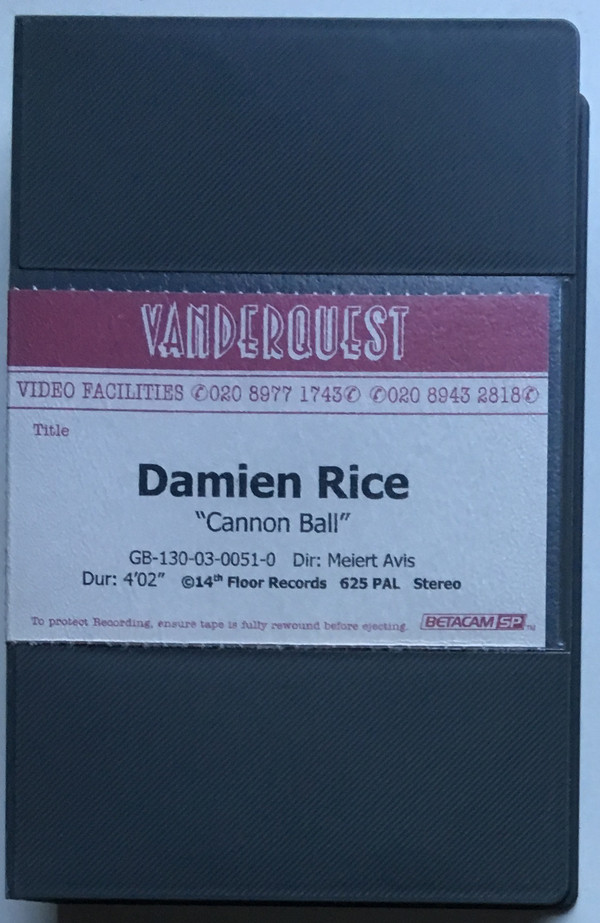 VANDERQUEST
VIDEO FACILITIES ✆020 8977 1743✆ ✆020 8943 2818✆
Title
Damien Rice
“Cannon Ball”
GB-130-03-0051-0 Dir: Meiert Avis
Dur: 4’02” ©14th Floor Records 625 PAL Stereo
To protect Recording, ensure tape is fully rewound before ejecting. BETACAM SP™